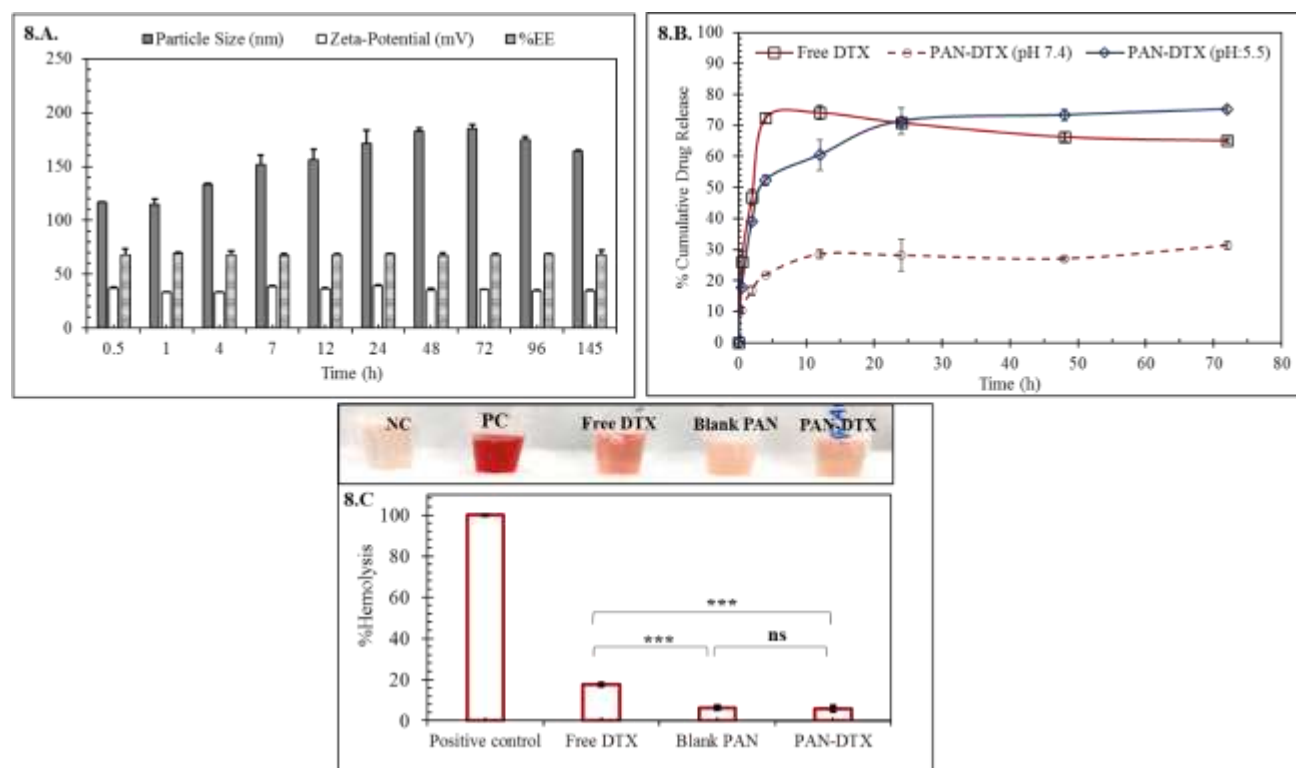 8.A.
Particle Size (nm) Zeta-Potential (mV) %EE
250
200
150
100
50
0
0.5 1 4 7 12 24 48 72 96 145
Time (h)
8.B.
Free DTX PAN-DTX (pH 7.4) PAN-DTX (pH:5.5)
% Cumulative Drug Release
100
90
80
70
60
50
40
30
20
10
0
0 10 20 30 40 50 60 70 80
Time (h)
NC PC Free DTX Blank PAN PAN-DTX
8.C
%Hemolysis
100
80
60
40
20
0
***
*** ns
Positive control Free DTX Blank PAN PAN-DTX